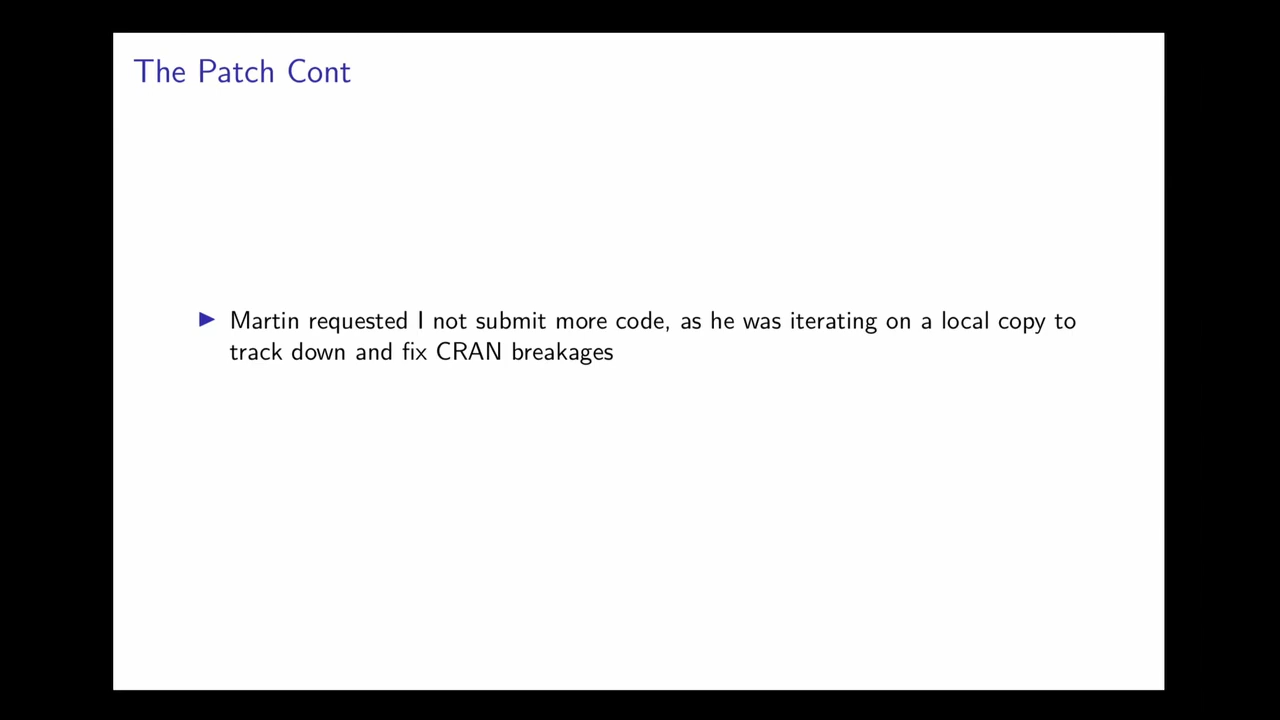 The Patch Cont
Martin requested I not submit more code, as he was iterating on a local copy to
track down and fix CRAN breakages